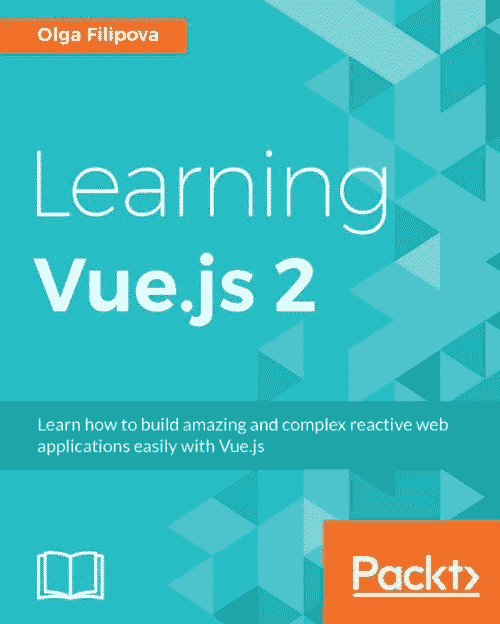 Olga Filipova
Learning
Vue.js 2
Learn how to build amazing and complex reactive web
applications easily with Vue.js
Packt>